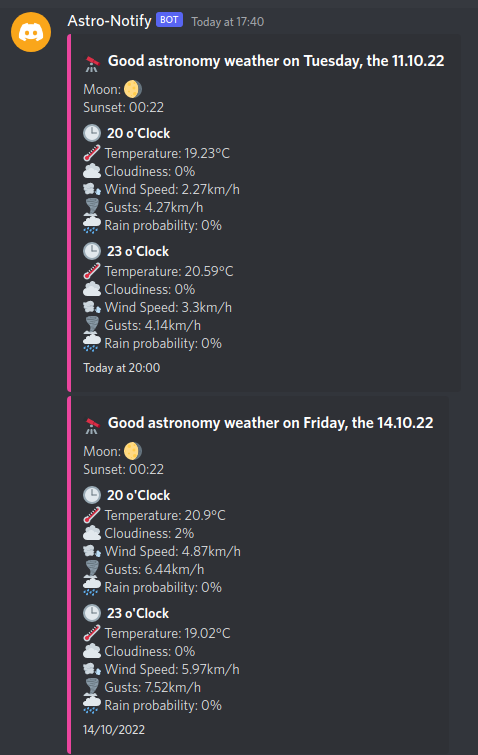 Astro-Notify BOT Today at 17:40
Good astronomy weather on Tuesday, the 11.10.22
Moon:
Sunset: 00:22
20 o'Clock
Temperature: 19.23°C
Cloudiness: 0%
Wind Speed: 2.27km/h
Gusts: 4.27km/h
Rain probability: 0%
23 o'Clock
Temperature: 20.59°C
Cloudiness: 0%
Wind Speed: 3.3km/h
Gusts: 4.14km/h
Rain probability: 0%
Today at 20:00
Good astronomy weather on Friday, the 14.10.22
Moon:
Sunset: 00:22
20 o'Clock
Temperature: 20.9°C
Cloudiness: 2%
Wind Speed: 4.87km/h
Gusts: 6.44km/h
Rain probability: 0%
23 o'Clock
Temperature: 19.02°C
Cloudiness: 0%
Wind Speed: 5.97km/h
Gusts: 7.52km/h
Rain probability: 0%
14/10/2022